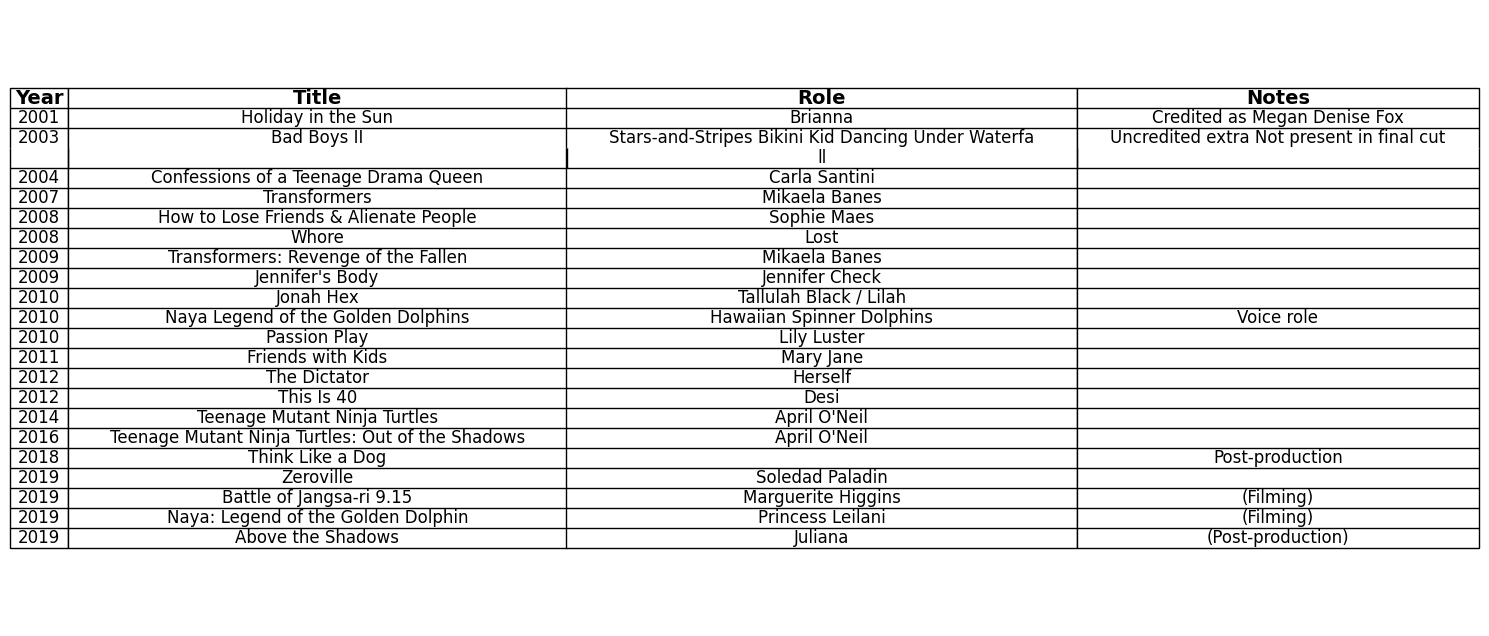 Year Title Role Notes
2001 Holiday in the Sun Brianna Credited as Megan Denise Fox
2003 Bad Boys II Stars-and-Stripes Bikini Kid Dancing Under Waterfa Uncredited extra Not present in final cut
ll
2004 Confessions of a Teenage Drama Queen Carla Santini
2007 Transformers Mikaela Banes
2008 How to Lose Friends & Alienate People Sophie Maes
2008 Whore Lost
2009 Transformers: Revenge of the Fallen Mikaela Banes
2009 Jennifer's Body Jennifer Check
2010 Jonah Hex Tallulah Black / Lilah
2010 Naya Legend of the Golden Dolphins Hawaiian Spinner Dolphins Voice role
2010 Passion Play Lily Luster
2011 Friends with Kids Mary Jane
2012 The Dictator Herself
2012 This Is 40 Desi
2014 Teenage Mutant Ninja Turtles April O'Neil
2016 Teenage Mutant Ninja Turtles: Out of the Shadows April O'Neil
2018 Think Like a Dog Post-production
2019 Zeroville Soledad Paladin
2019 Battle of Jangsa-ri 9.15 Marguerite Higgins (Filming)
2019 Naya: Legend of the Golden Dolphin Princess Leilani (Filming)
2019 Above the Shadows Juliana (Post-production)